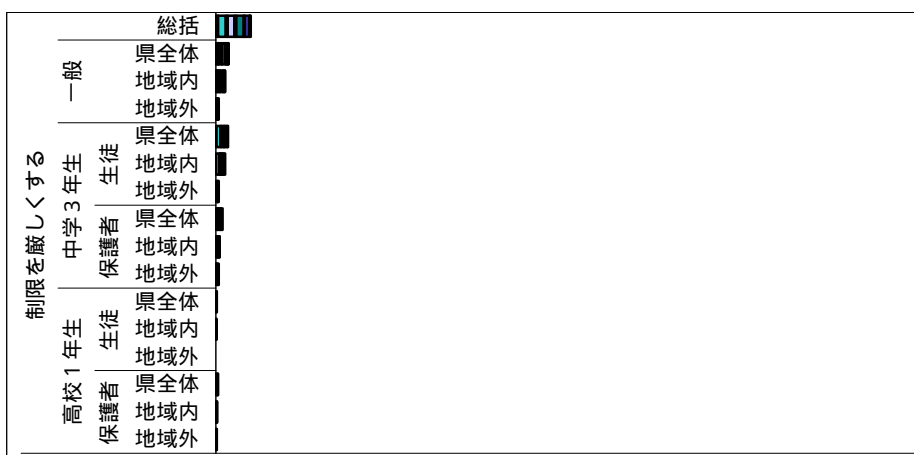 制限を厳しくする
総括
一般
県全体
地域内
地域外
中学3年生
生徒
県全体
地域内
地域外
保護者
県全体
地域内
地域外
高校1年生
生徒
県全体
地域内
地域外
保護者
県全体
地域内
地域外